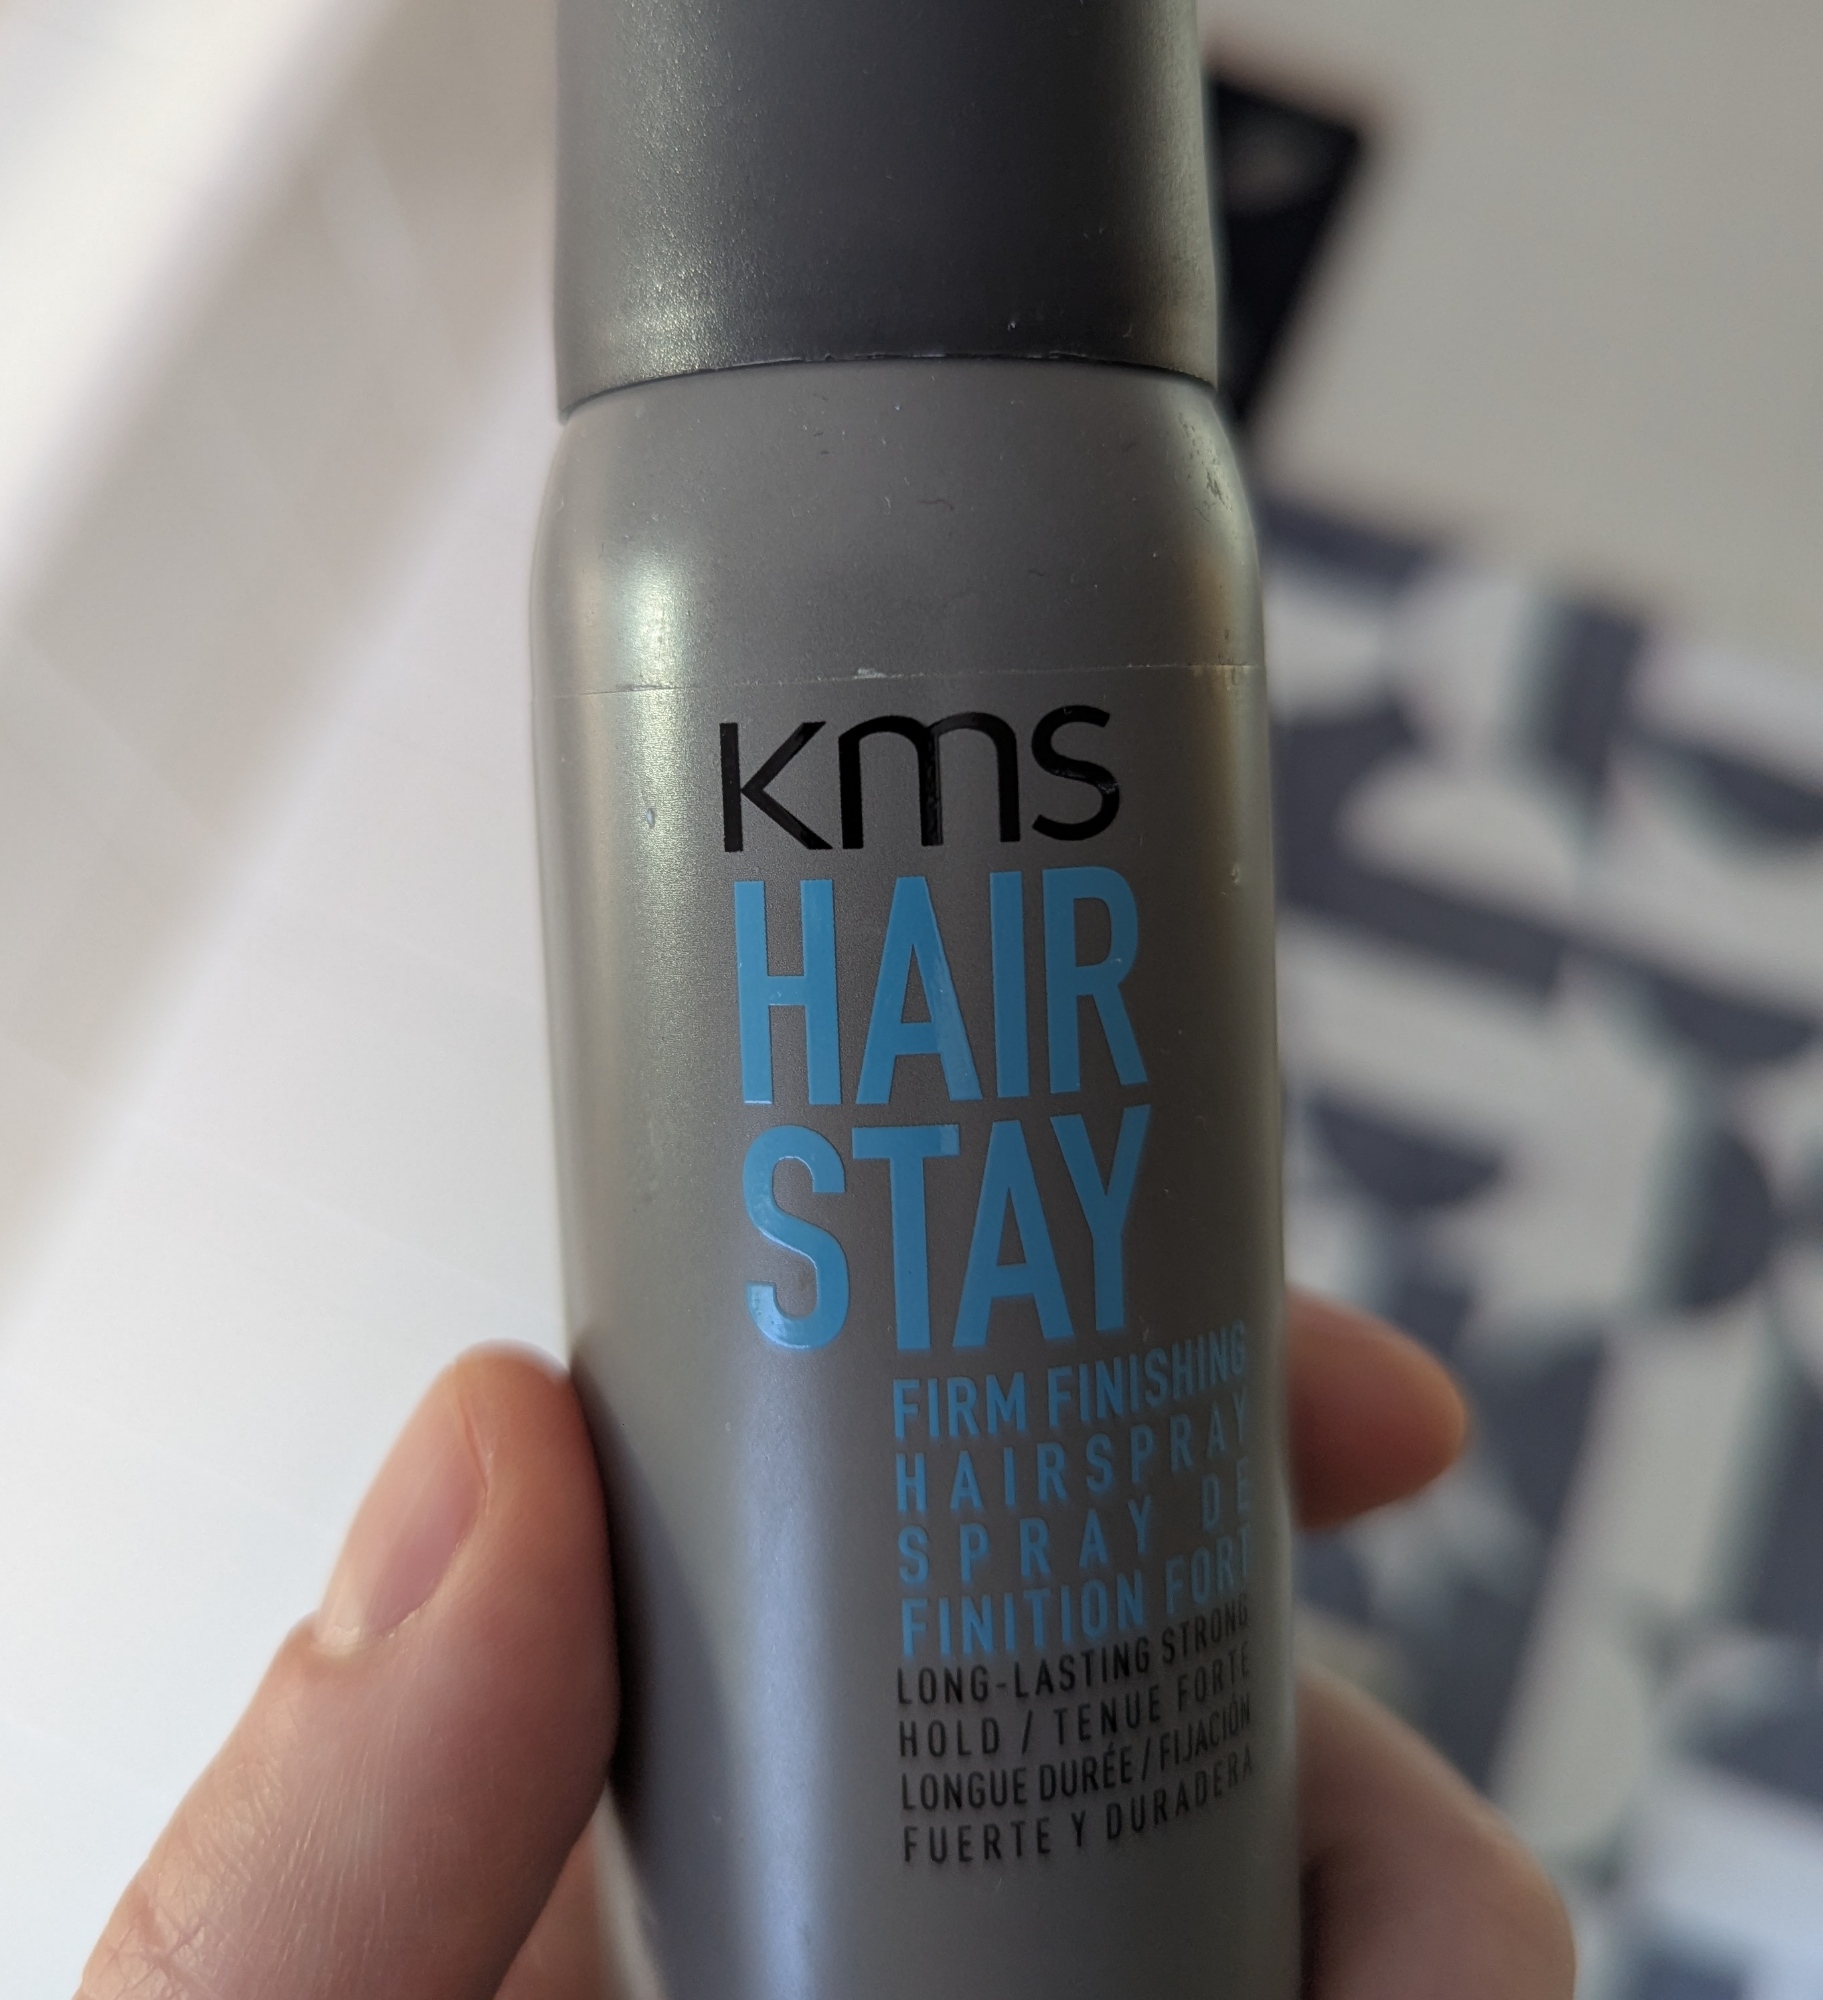 kms
HAIR
STAY
FIRM FINISHING
HAIRSPRAY
SPRAY DE
FINITION FORT
LONG-LASTING STRONG
HOLD / TENUE FORTE
LONGUE DURÉE / FIJACIÓN
FUERTE Y DURADERA